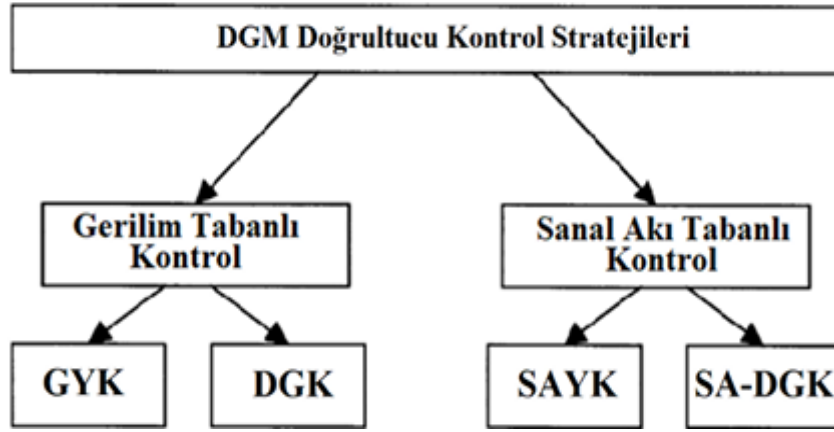 DGM Doğrultucu Kontrol Stratejileri
Gerilim Tabanlı
Kontrol
Sanal Akı Tabanlı
Kontrol
GYK
DGK
SAYK
SA-DGK